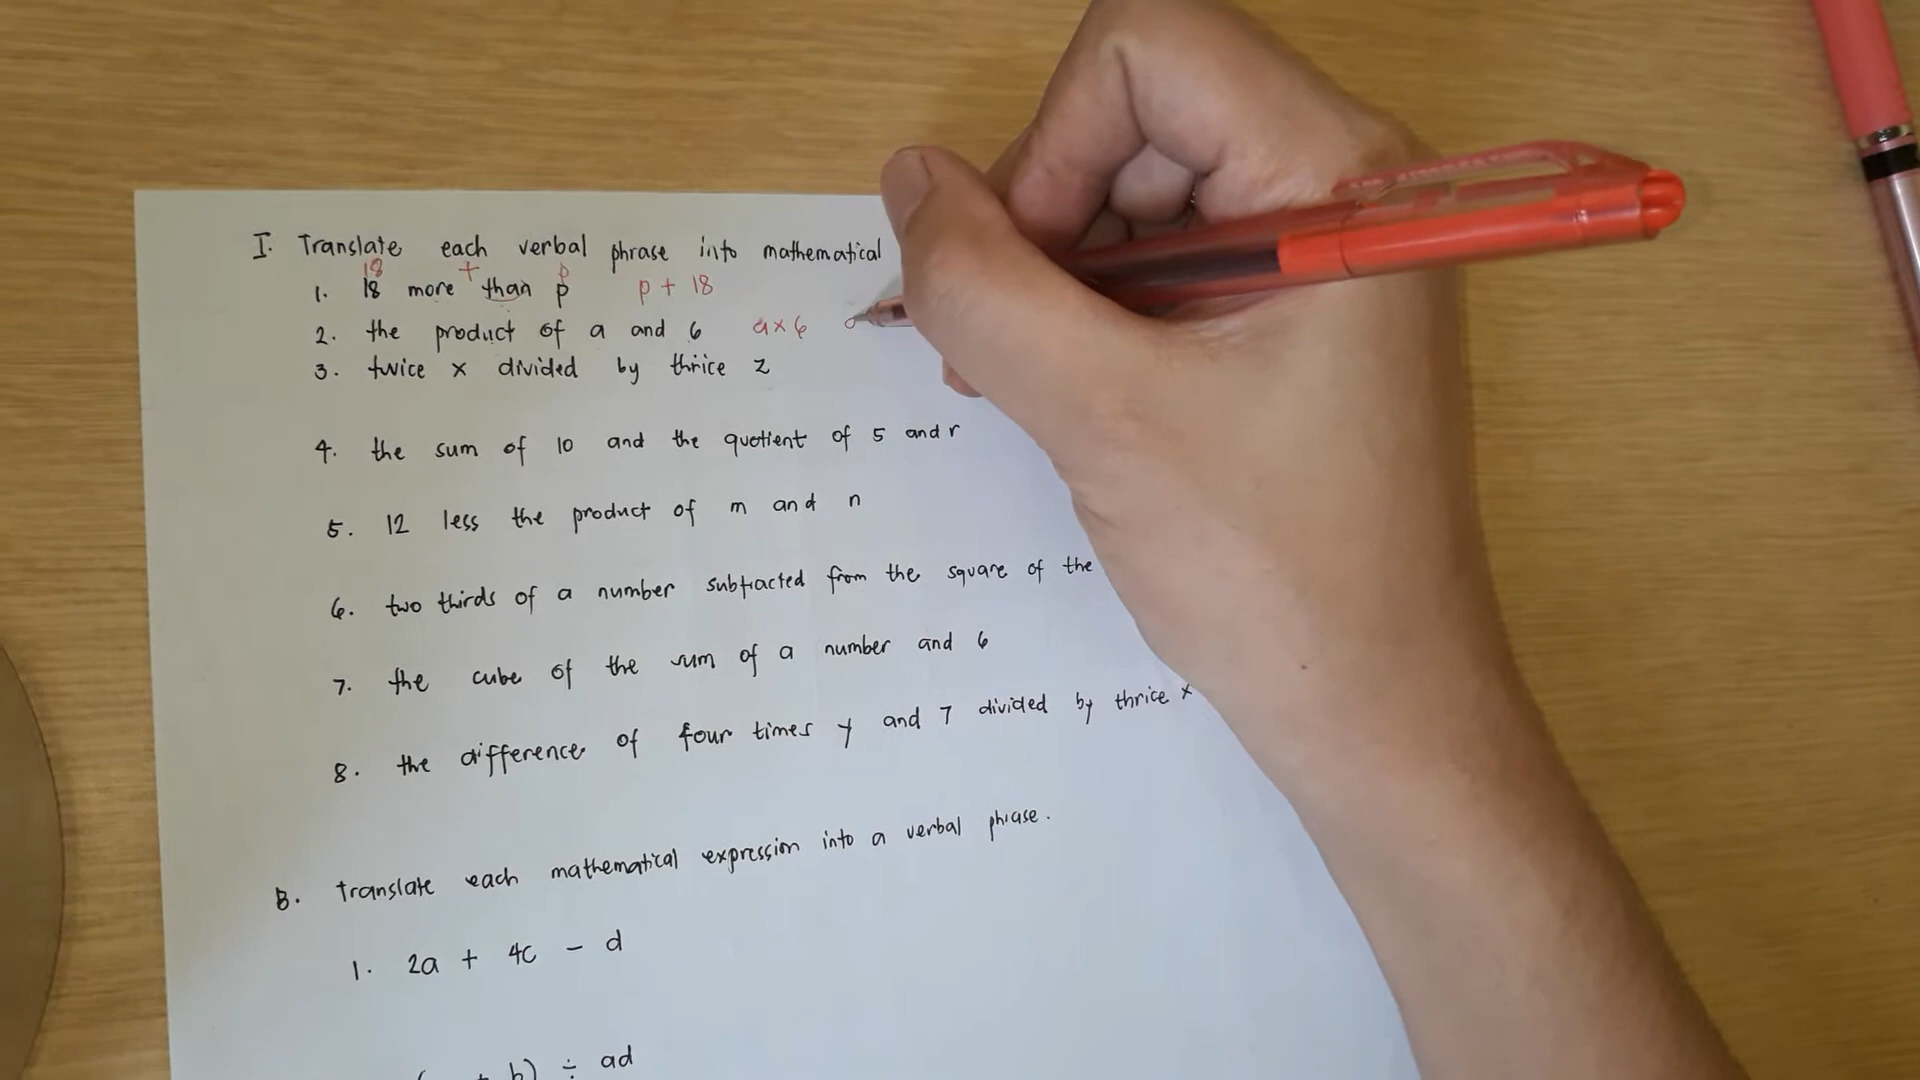 I. Translate each verbal phrase into mathematical
18 + p
1. 18 more than p p + 18
2. the product of a and 6 a × 6
3. twice x divided by thrice z
4. the sum of 10 and the quotient of 5 and r
5. 12 less the product of m and n
6. two thirds of a number subtracted from the square of the
7. the cube of the sum of a number and 6
8. the difference of four times y and 7 divided by thrice x
B. Translate each mathematical expression into a verbal phrase.
1. 2a + 4c - d
+ b) ÷ ad